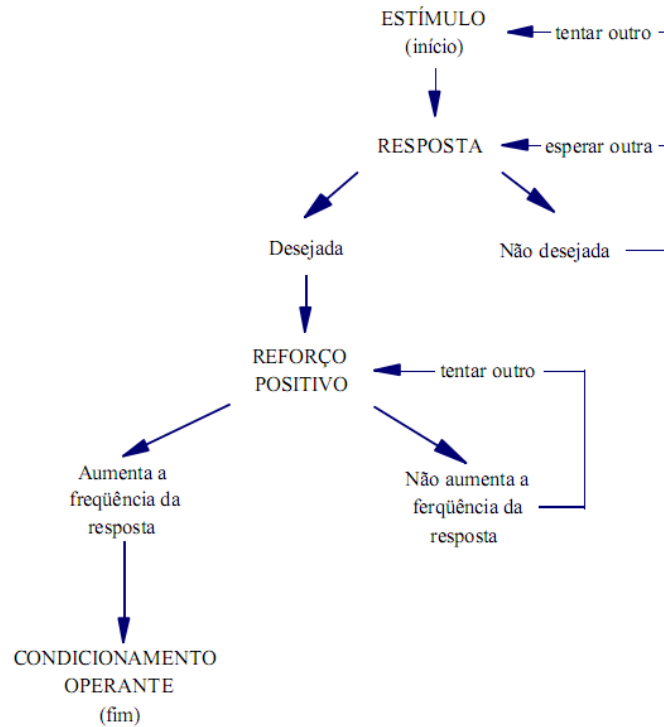 ESTÍMULO
(início)
tentar outro
RESPOSTA
esperar outra
Desejada
Não desejada
REFORÇO
POSITIVO
tentar outro
Aumenta a
freqüência da
resposta
Não aumenta a
ferqüência da
resposta
CONDICIONAMENTO
OPERANTE
(fim)